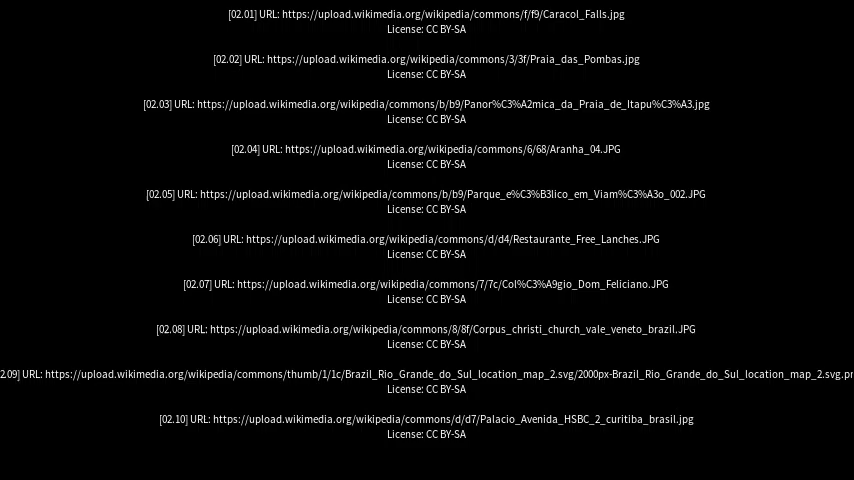 [02.01] URL: https://upload.wikimedia.org/wikipedia/commons/f/f9/Caracol_Falls.jpg
License: CC BY-SA
[02.02] URL: https://upload.wikimedia.org/wikipedia/commons/3/3f/Praia_das_Pombas.jpg
License: CC BY-SA
[02.03] URL: https://upload.wikimedia.org/wikipedia/commons/b/b9/Panor%C3%A2mica_da_Praia_de_Itapu%C3%A3.jpg
License: CC BY-SA
[02.04] URL: https://upload.wikimedia.org/wikipedia/commons/6/68/Aranha_04.JPG
License: CC BY-SA
[02.05] URL: https://upload.wikimedia.org/wikipedia/commons/b/b9/Parque_e%C3%B3lico_em_Viam%C3%A3o_002.JPG
License: CC BY-SA
[02.06] URL: https://upload.wikimedia.org/wikipedia/commons/d/d4/Restaurante_Free_Lanches.JPG
License: CC BY-SA
[02.07] URL: https://upload.wikimedia.org/wikipedia/commons/7/7c/Col%C3%A9gio_Dom_Feliciano.JPG
License: CC BY-SA
[02.08] URL: https://upload.wikimedia.org/wikipedia/commons/8/8f/Corpus_christi_church_vale_veneto_brazil.JPG
License: CC BY-SA
2.09] URL: https://upload.wikimedia.org/wikipedia/commons/thumb/1/1c/Brazil_Rio_Grande_do_Sul_location_map_2.svg/2000px-Brazil_Rio_Grande_do_Sul_location_map_2.svg.pr
License: CC BY-SA
[02.10] URL: https://upload.wikimedia.org/wikipedia/commons/d/d7/Palacio_Avenida_HSBC_2_curitiba_brasil.jpg
License: CC BY-SA